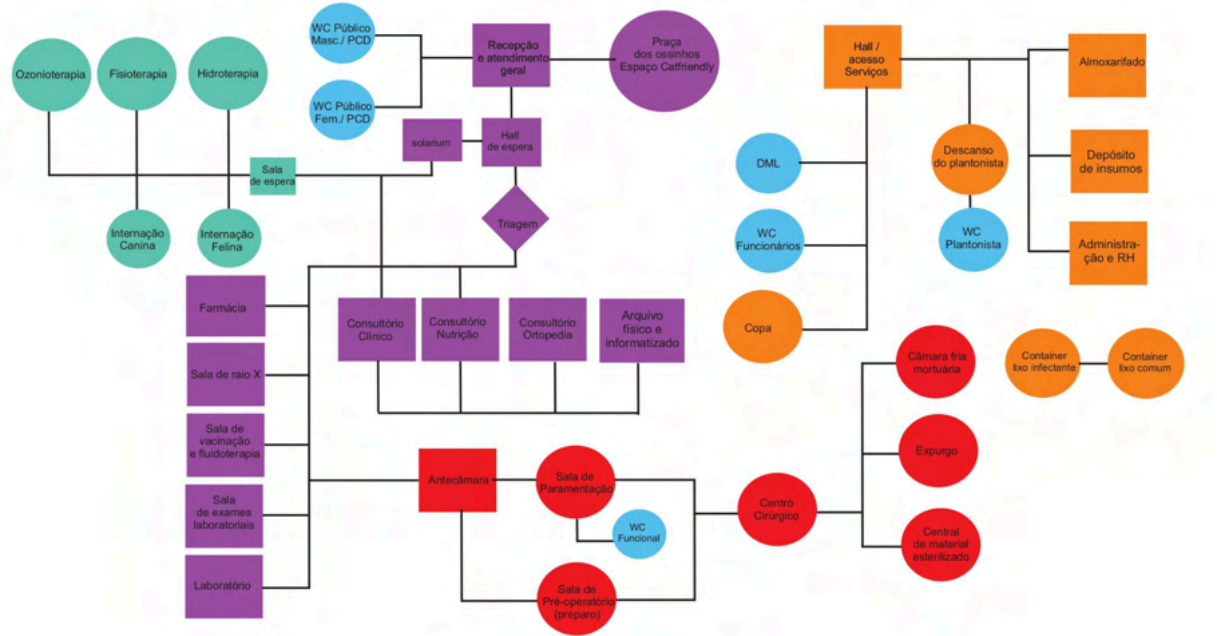 WC Público
Masc./ PCD
Recepção
e atendimento
geral
Praça
dos ossinhos
Espaço Catfriendly
Hall /
acesso
Serviços
Almoxarifado
Ozonioterapia
Fisioterapia
Hidroterapia
WC Público
Fem./ PCD
solarium
Hall
de espera
DML
Descanso
do plantonista
Depósito
de insumos
Sala
de espera
Triagem
Internação
Canina
Internação
Felina
WC
Funcionários
WC
Plantonista
Administra-
ção e RH
Farmácia
Consultório
Clínico
Consultório
Nutrição
Consultório
Ortopedia
Arquivo
físico e
informatizado
Copa
Sala de raio X
Câmara fria
mortuária
Container
lixo infectante
Container
lixo comum
Sala de
vacinação
e fluidoterapia
Expurgo
Antecâmara
Sala de
Paramentação
Centro
Cirúrgico
Sala
de exames
laboratoriais
WC
Funcional
Central
de material
esterilizado
Laboratório
Sala de
Pré-operatório
(preparo)